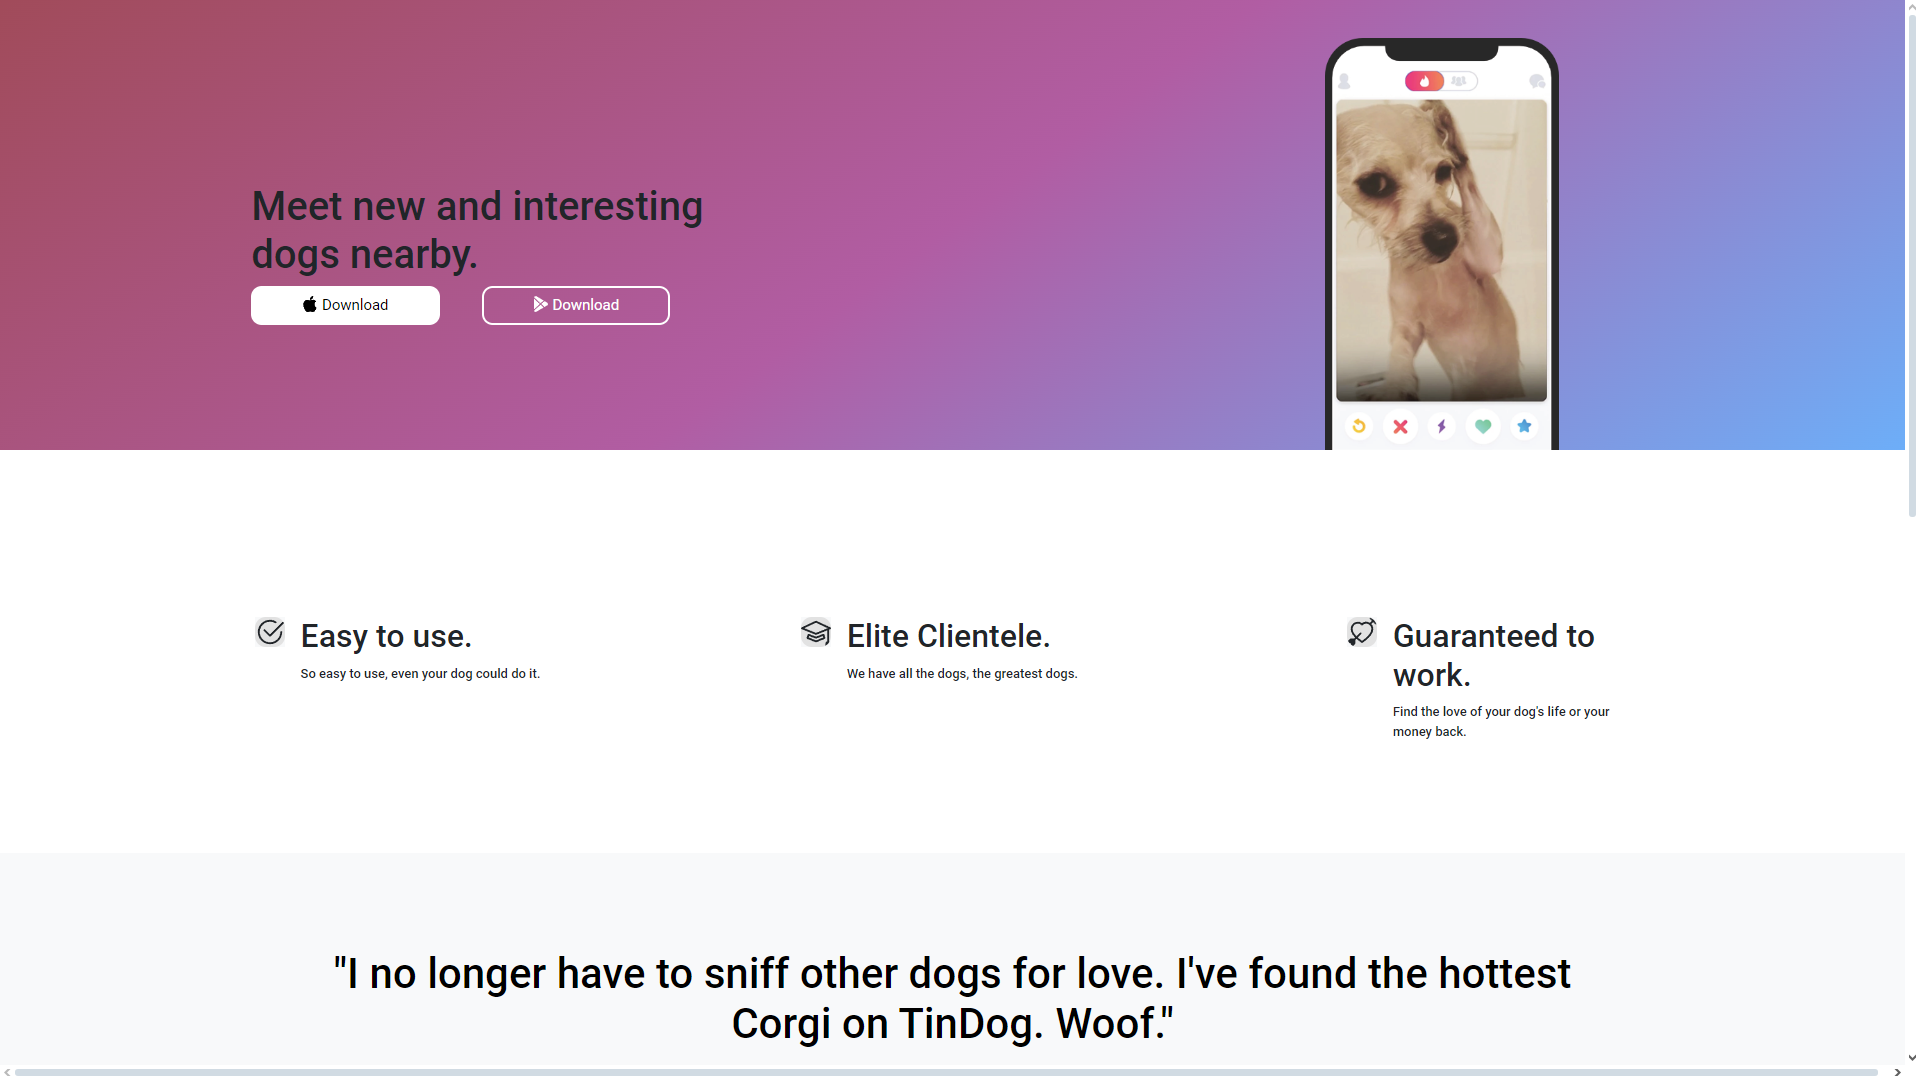 Meet new and interesting
dogs nearby.
Download
Download
Easy to use.
So easy to use, even your dog could do it.
Elite Clientele.
We have all the dogs, the greatest dogs.
Guaranteed to
work.
Find the love of your dog's life or your
money back.
"I no longer have to sniff other dogs for love. I've found the hottest
Corgi on TinDog. Woof."